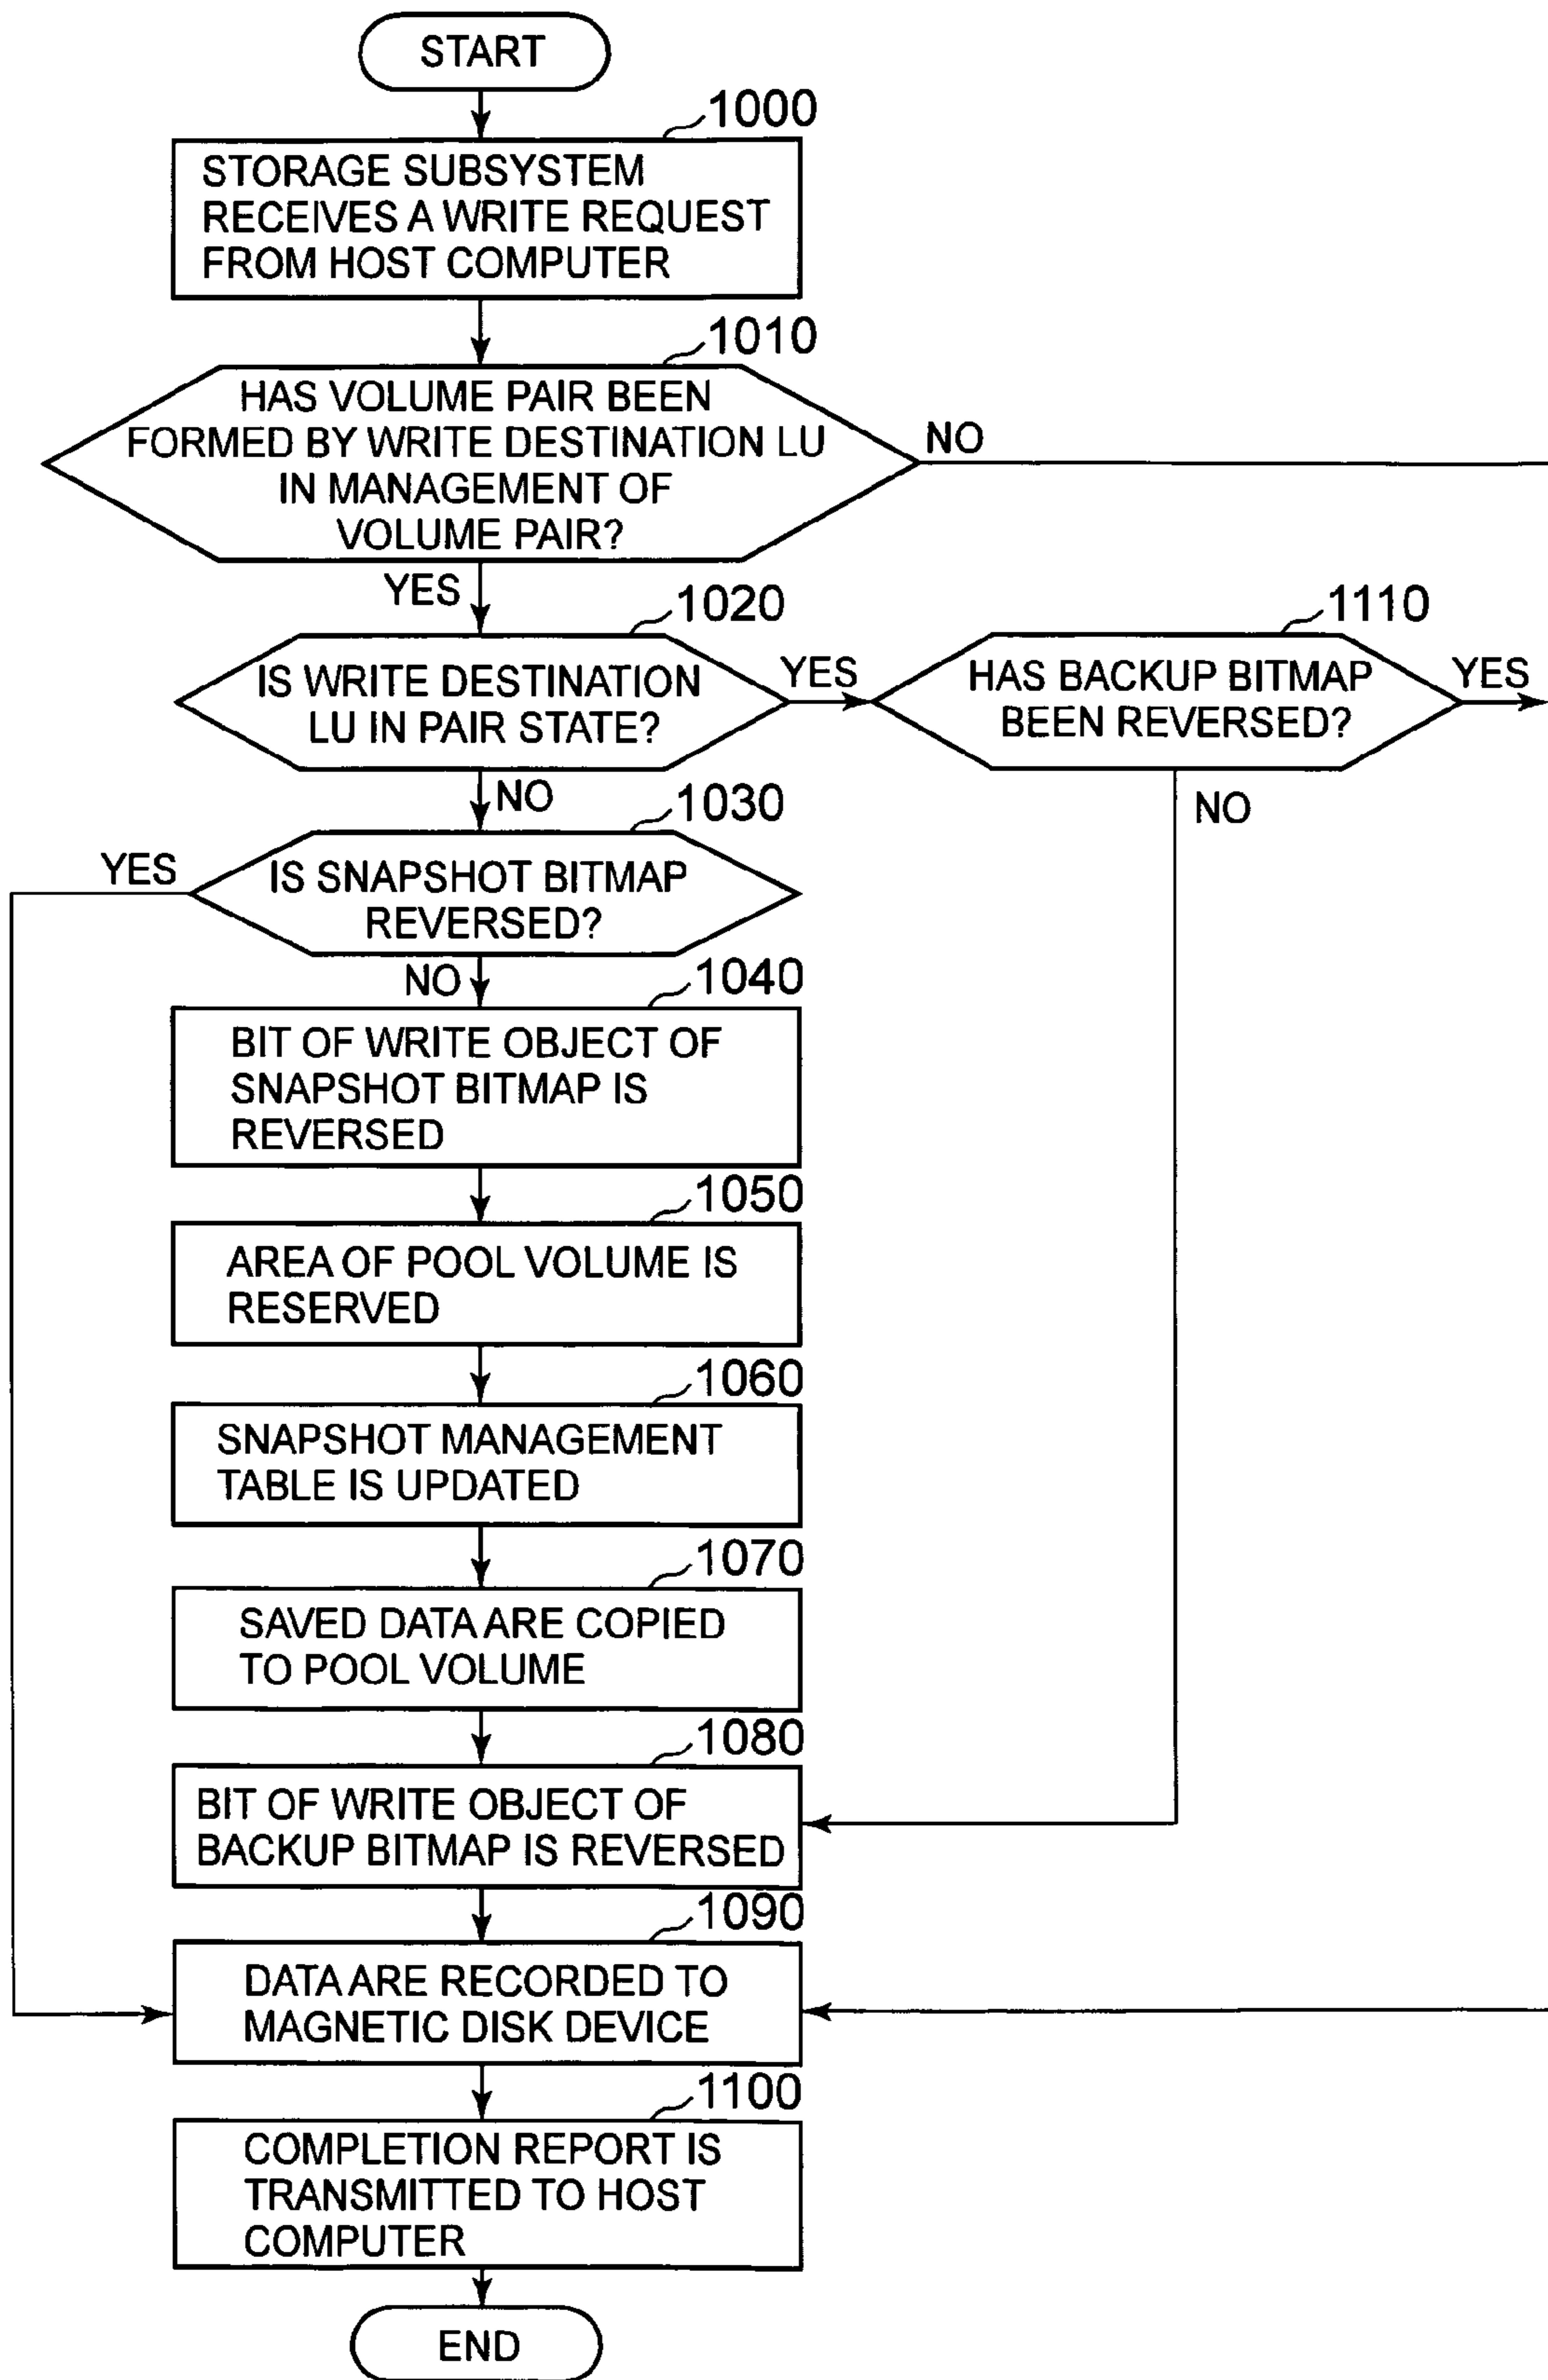 START
1000
STORAGE SUBSYSTEM
RECEIVES A WRITE REQUEST
FROM HOST COMPUTER
1010
HAS VOLUME PAIR BEEN
FORMED BY WRITE DESTINATION LU
IN MANAGEMENT OF
VOLUME PAIR?
NO
YES
1020
IS WRITE DESTINATION
LU IN PAIR STATE?
YES
1110
HAS BACKUP BITMAP
BEEN REVERSED?
YES
NO
NO
1030
IS SNAPSHOT BITMAP
REVERSED?
YES
NO
1040
BIT OF WRITE OBJECT OF
SNAPSHOT BITMAP IS
REVERSED
1050
AREA OF POOL VOLUME IS
RESERVED
1060
SNAPSHOT MANAGEMENT
TABLE IS UPDATED
1070
SAVED DATA ARE COPIED
TO POOL VOLUME
1080
BIT OF WRITE OBJECT OF
BACKUP BITMAP IS REVERSED
1090
DATA ARE RECORDED TO
MAGNETIC DISK DEVICE
1100
COMPLETION REPORT IS
TRANSMITTED TO HOST
COMPUTER
END